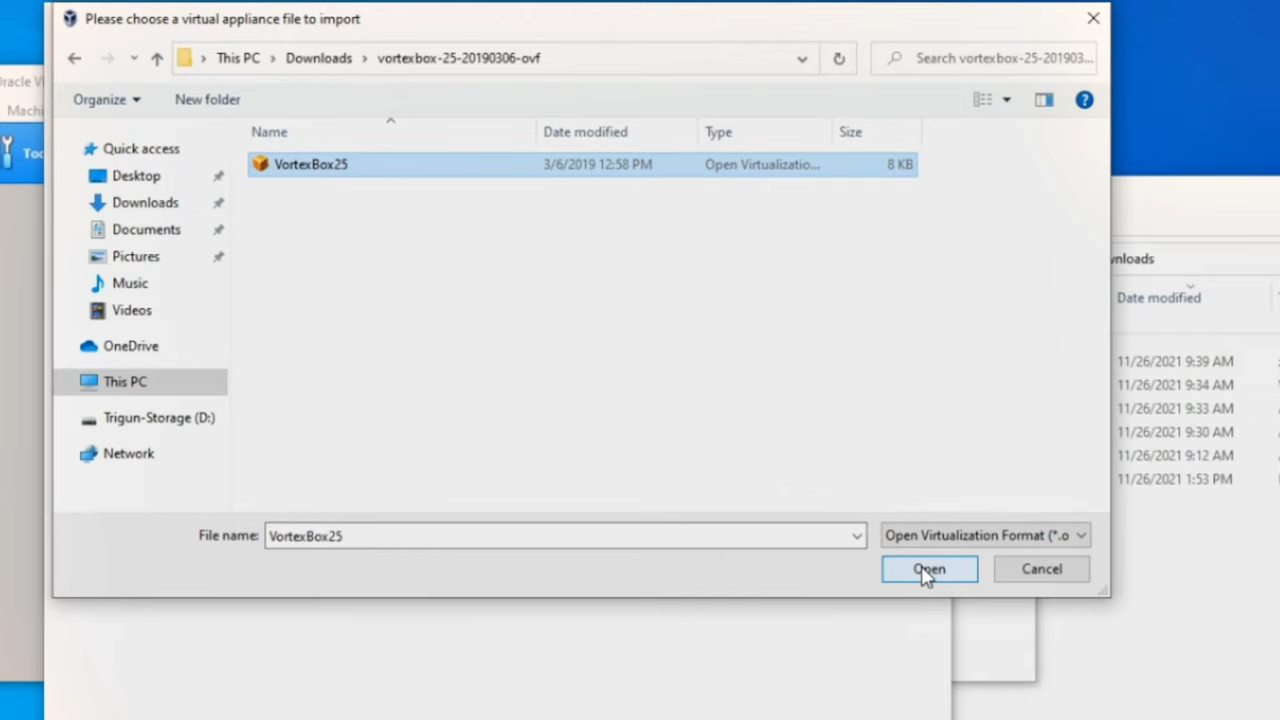 Please choose a virtual appliance file to import
This PC > Downloads > vortexbox-25-20190306-ovf
Search vortexbox-25-201903...
Oracle V
Machi
Organize
New folder
Too
Name
Date modified
Type
Size
VortexBox25
3/6/2019 12:58 PM
Open Virtualizatio...
8 KB
Quick access
Desktop
Downloads
Documents
Pictures
Music
Videos
OneDrive
This PC
Trigun-Storage (D:)
Network
wnloads
Date modified
11/26/2021 9:39 AM
11/26/2021 9:34 AM
11/26/2021 9:33 AM
11/26/2021 9:30 AM
11/26/2021 9:12 AM
11/26/2021 1:53 PM
File name:
VortexBox25
Open Virtualization Format (*.o
Open
Cancel